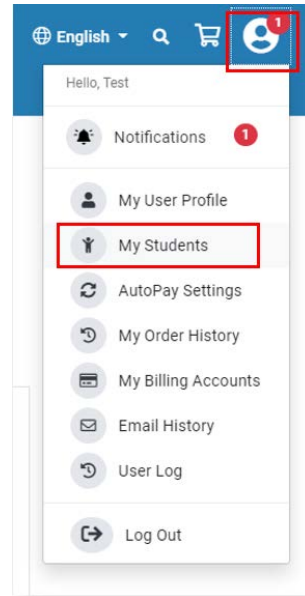 English
1
Hello, Test
Notifications 1
My User Profile
My Students
AutoPay Settings
My Order History
My Billing Accounts
Email History
User Log
Log Out